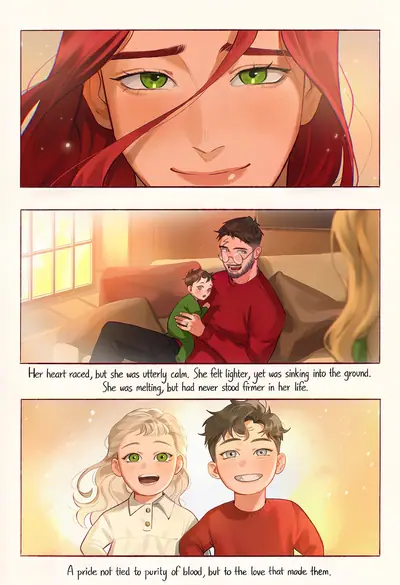 Her heart raced, but she was utterly calm. She felt lighter, yet was sinking into the ground.
She was melting, but had never stood firmer in her life.
A pride not tied to purity of blood, but to the love that made them.